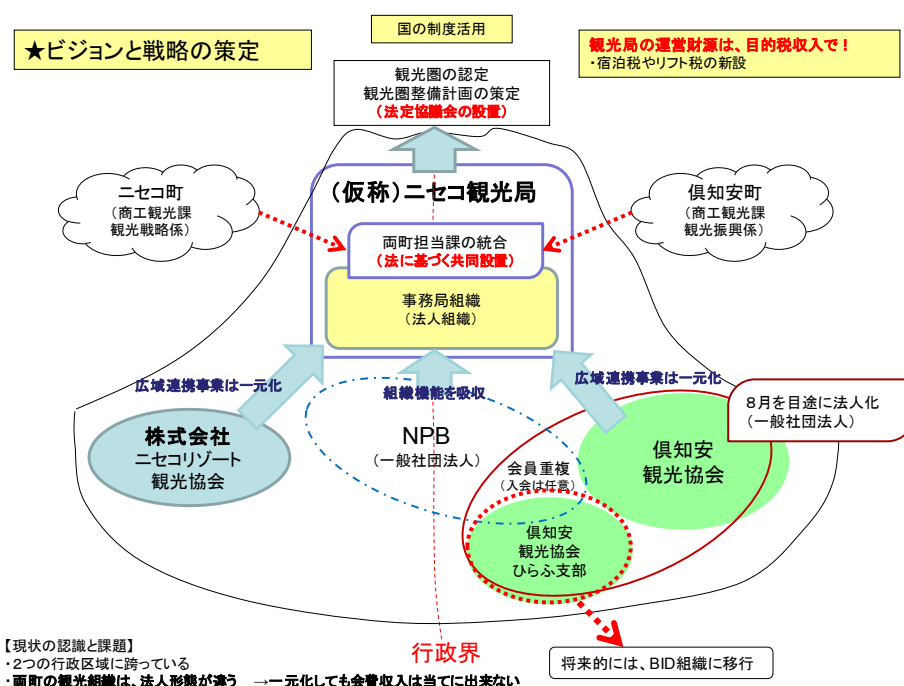 国の制度活用
★ビジョンと戦略の策定
観光局の運営財源は、目的税収入で!
・宿泊税やリフト税の新設
観光圏の認定
観光圏整備計画の策定
(法定協議会の設置)
ニセコ町
(商工観光課
観光戦略係)
(仮称)ニセコ観光局
倶知安町
(商工観光課
観光振興係)
両町担当課の統合
(法に基づく共同設置)
事務局組織
(法人組織)
広域連携事業は一元化
組織機能を吸収
広域連携事業は一元化
8月を目途に法人化
(一般社団法人)
株式会社
ニセコリゾート
観光協会
NPB
(一般社団法人)
倶知安
観光協会
会員重複
(入会は任意)
倶知安
観光協会
ひらふ支部
行政界
将来的には、BID組織に移行
【現状の認識と課題】
・2つの行政区域に跨っている
・両町の観光組織は、法人形態が違う →一元化しても会費収入は当てに出来ない